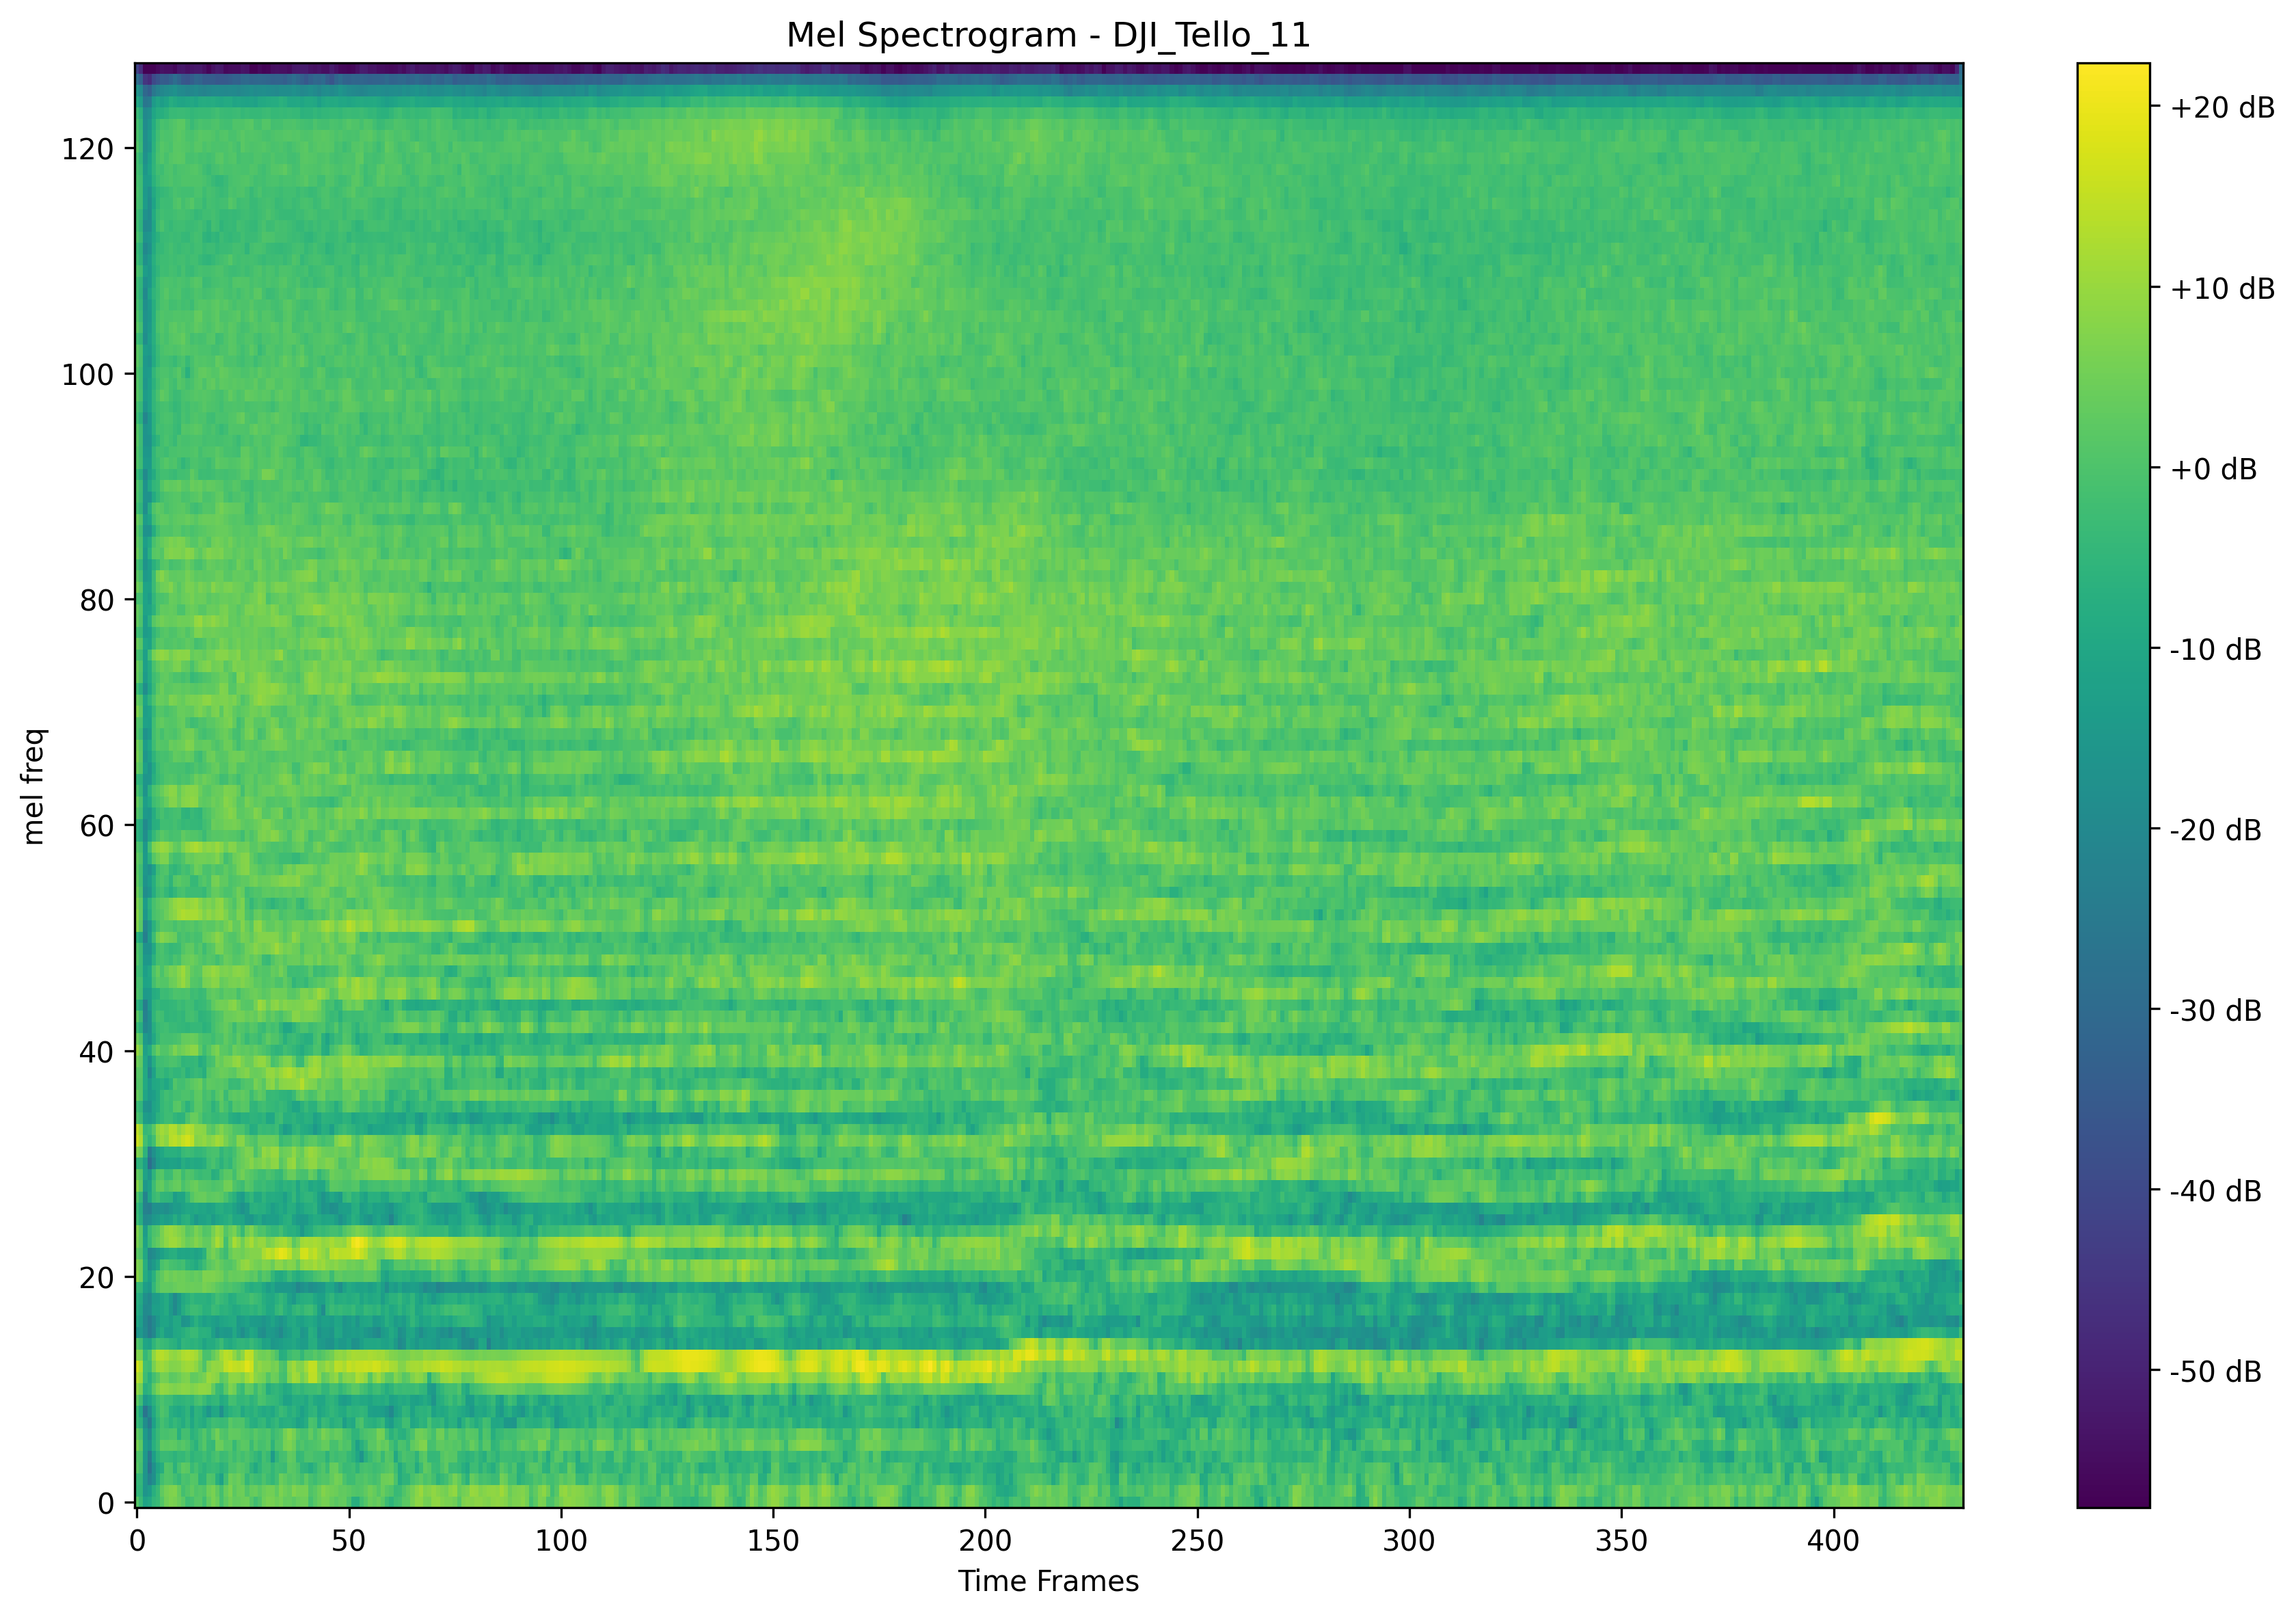 Mel Spectrogram - DJI_Tello_11
mel freq
120
100
80
60
40
20
0
0 50 100 150 200 250 300 350 400
Time Frames
+20 dB
+10 dB
+0 dB
-10 dB
-20 dB
-30 dB
-40 dB
-50 dB